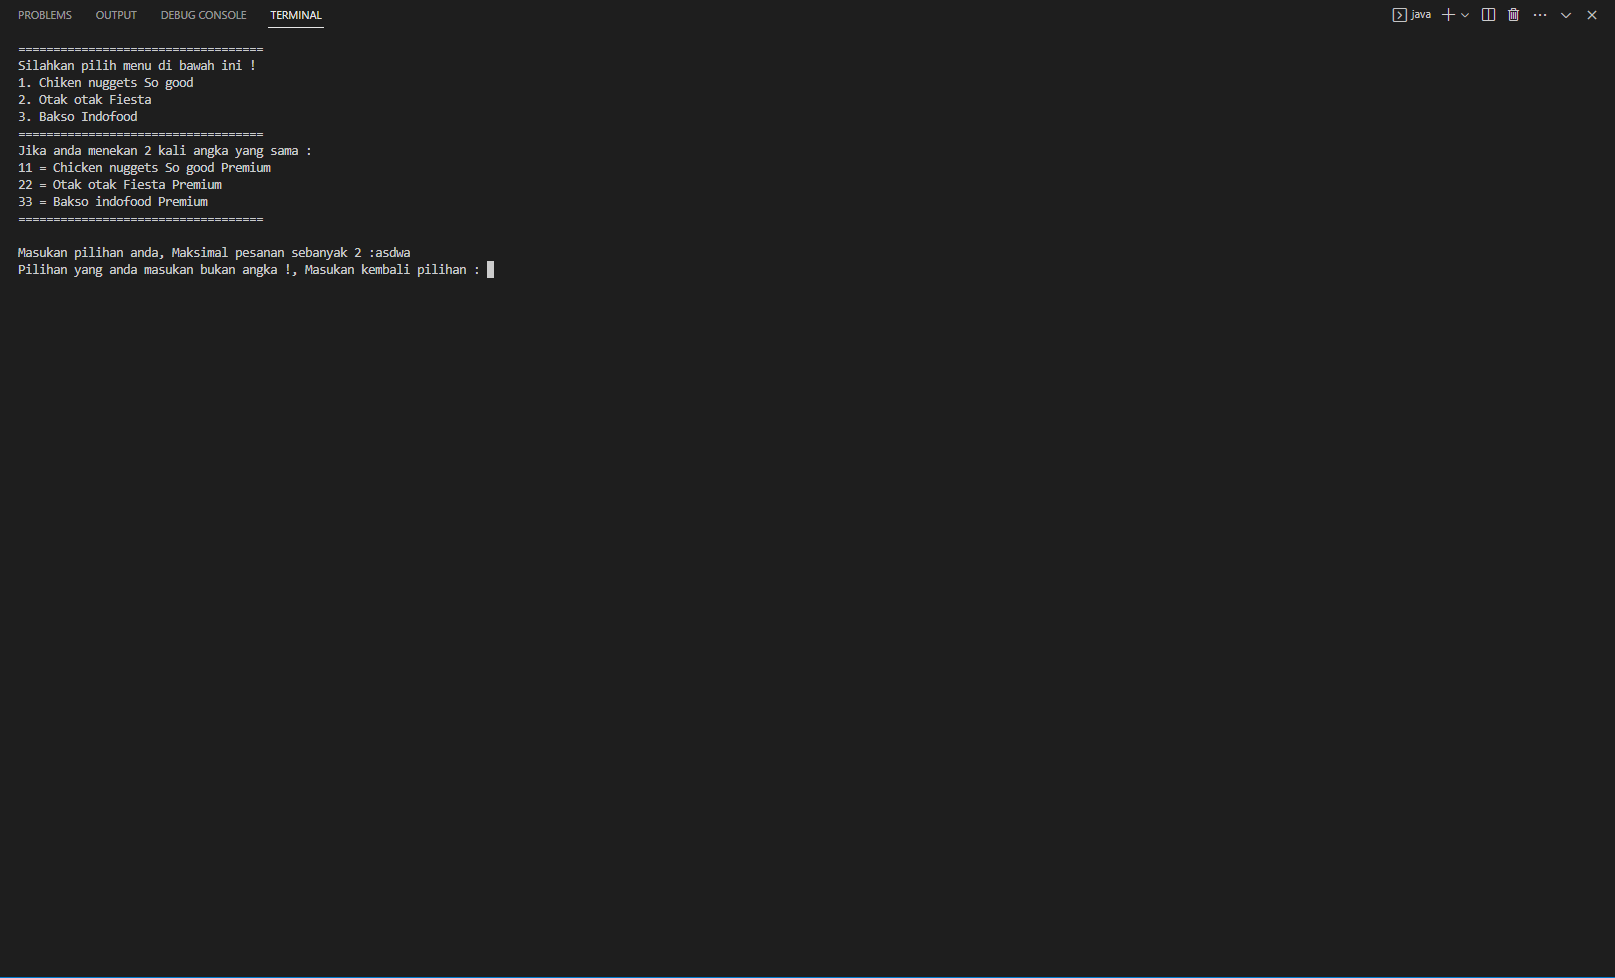 PROBLEMS OUTPUT DEBUG CONSOLE TERMINAL java
===================================
Silahkan pilih menu di bawah ini !
1. Chiken nuggets So good
2. Otak otak Fiesta
3. Bakso Indofood
===================================
Jika anda menekan 2 kali angka yang sama :
11 = Chicken nuggets So good Premium
22 = Otak otak Fiesta Premium
33 = Bakso indofood Premium
===================================
Masukan pilihan anda, Maksimal pesanan sebanyak 2 :asdwa
Pilihan yang anda masukan bukan angka !, Masukan kembali pilihan :